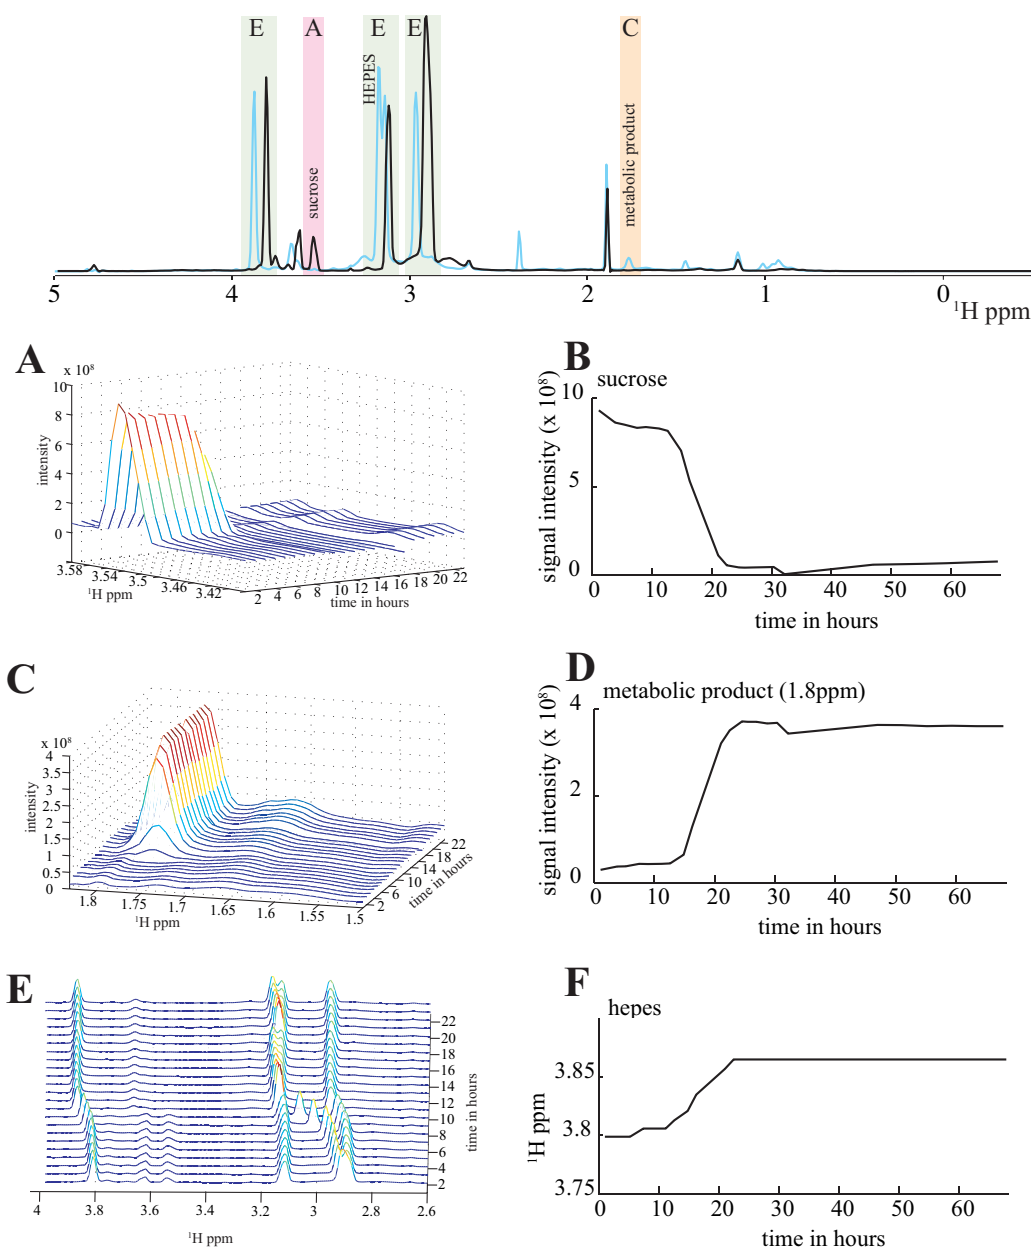 E A E E C
HEPES
sucrose
metabolic product
5 4 3 2 1 0
¹H ppm
A
x 10⁸
10
8
6
4
2
0
intensity
3.58 3.54 3.5 3.46 3.42
¹H ppm
2 4 6 8 10 12 14 16 18 20 22
time in hours
B
sucrose
signal intensity (x 10⁸)
10
5
0
0 10 20 30 40 50 60
time in hours
C
x 10⁸
4
3.5
3
2.5
2
1.5
1
0.5
0
intensity
1.8 1.75 1.7 1.65 1.6 1.55 1.5
¹H ppm
2 6 10 14 18 22
time in hours
D
metabolic product (1.8ppm)
signal intensity (x 10⁸)
4
2
0
0 10 20 30 40 50 60
time in hours
E
22
20
18
16
14
12
10
8
6
4
2
time in hours
4 3.8 3.6 3.4 3.2 3 2.8 2.6
¹H ppm
F
hepes
¹H ppm
3.85
3.8
3.75
0 10 20 30 40 50 60
time in hours